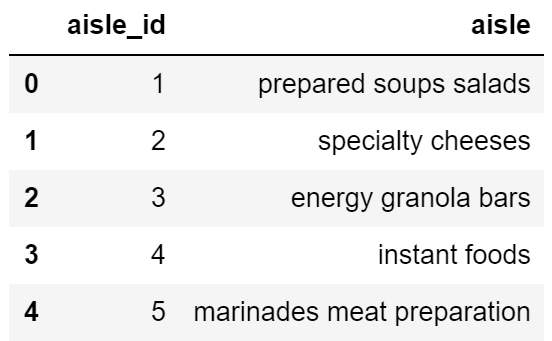 aisle_id aisle
0 1 prepared soups salads
1 2 specialty cheeses
2 3 energy granola bars
3 4 instant foods
4 5 marinades meat preparation